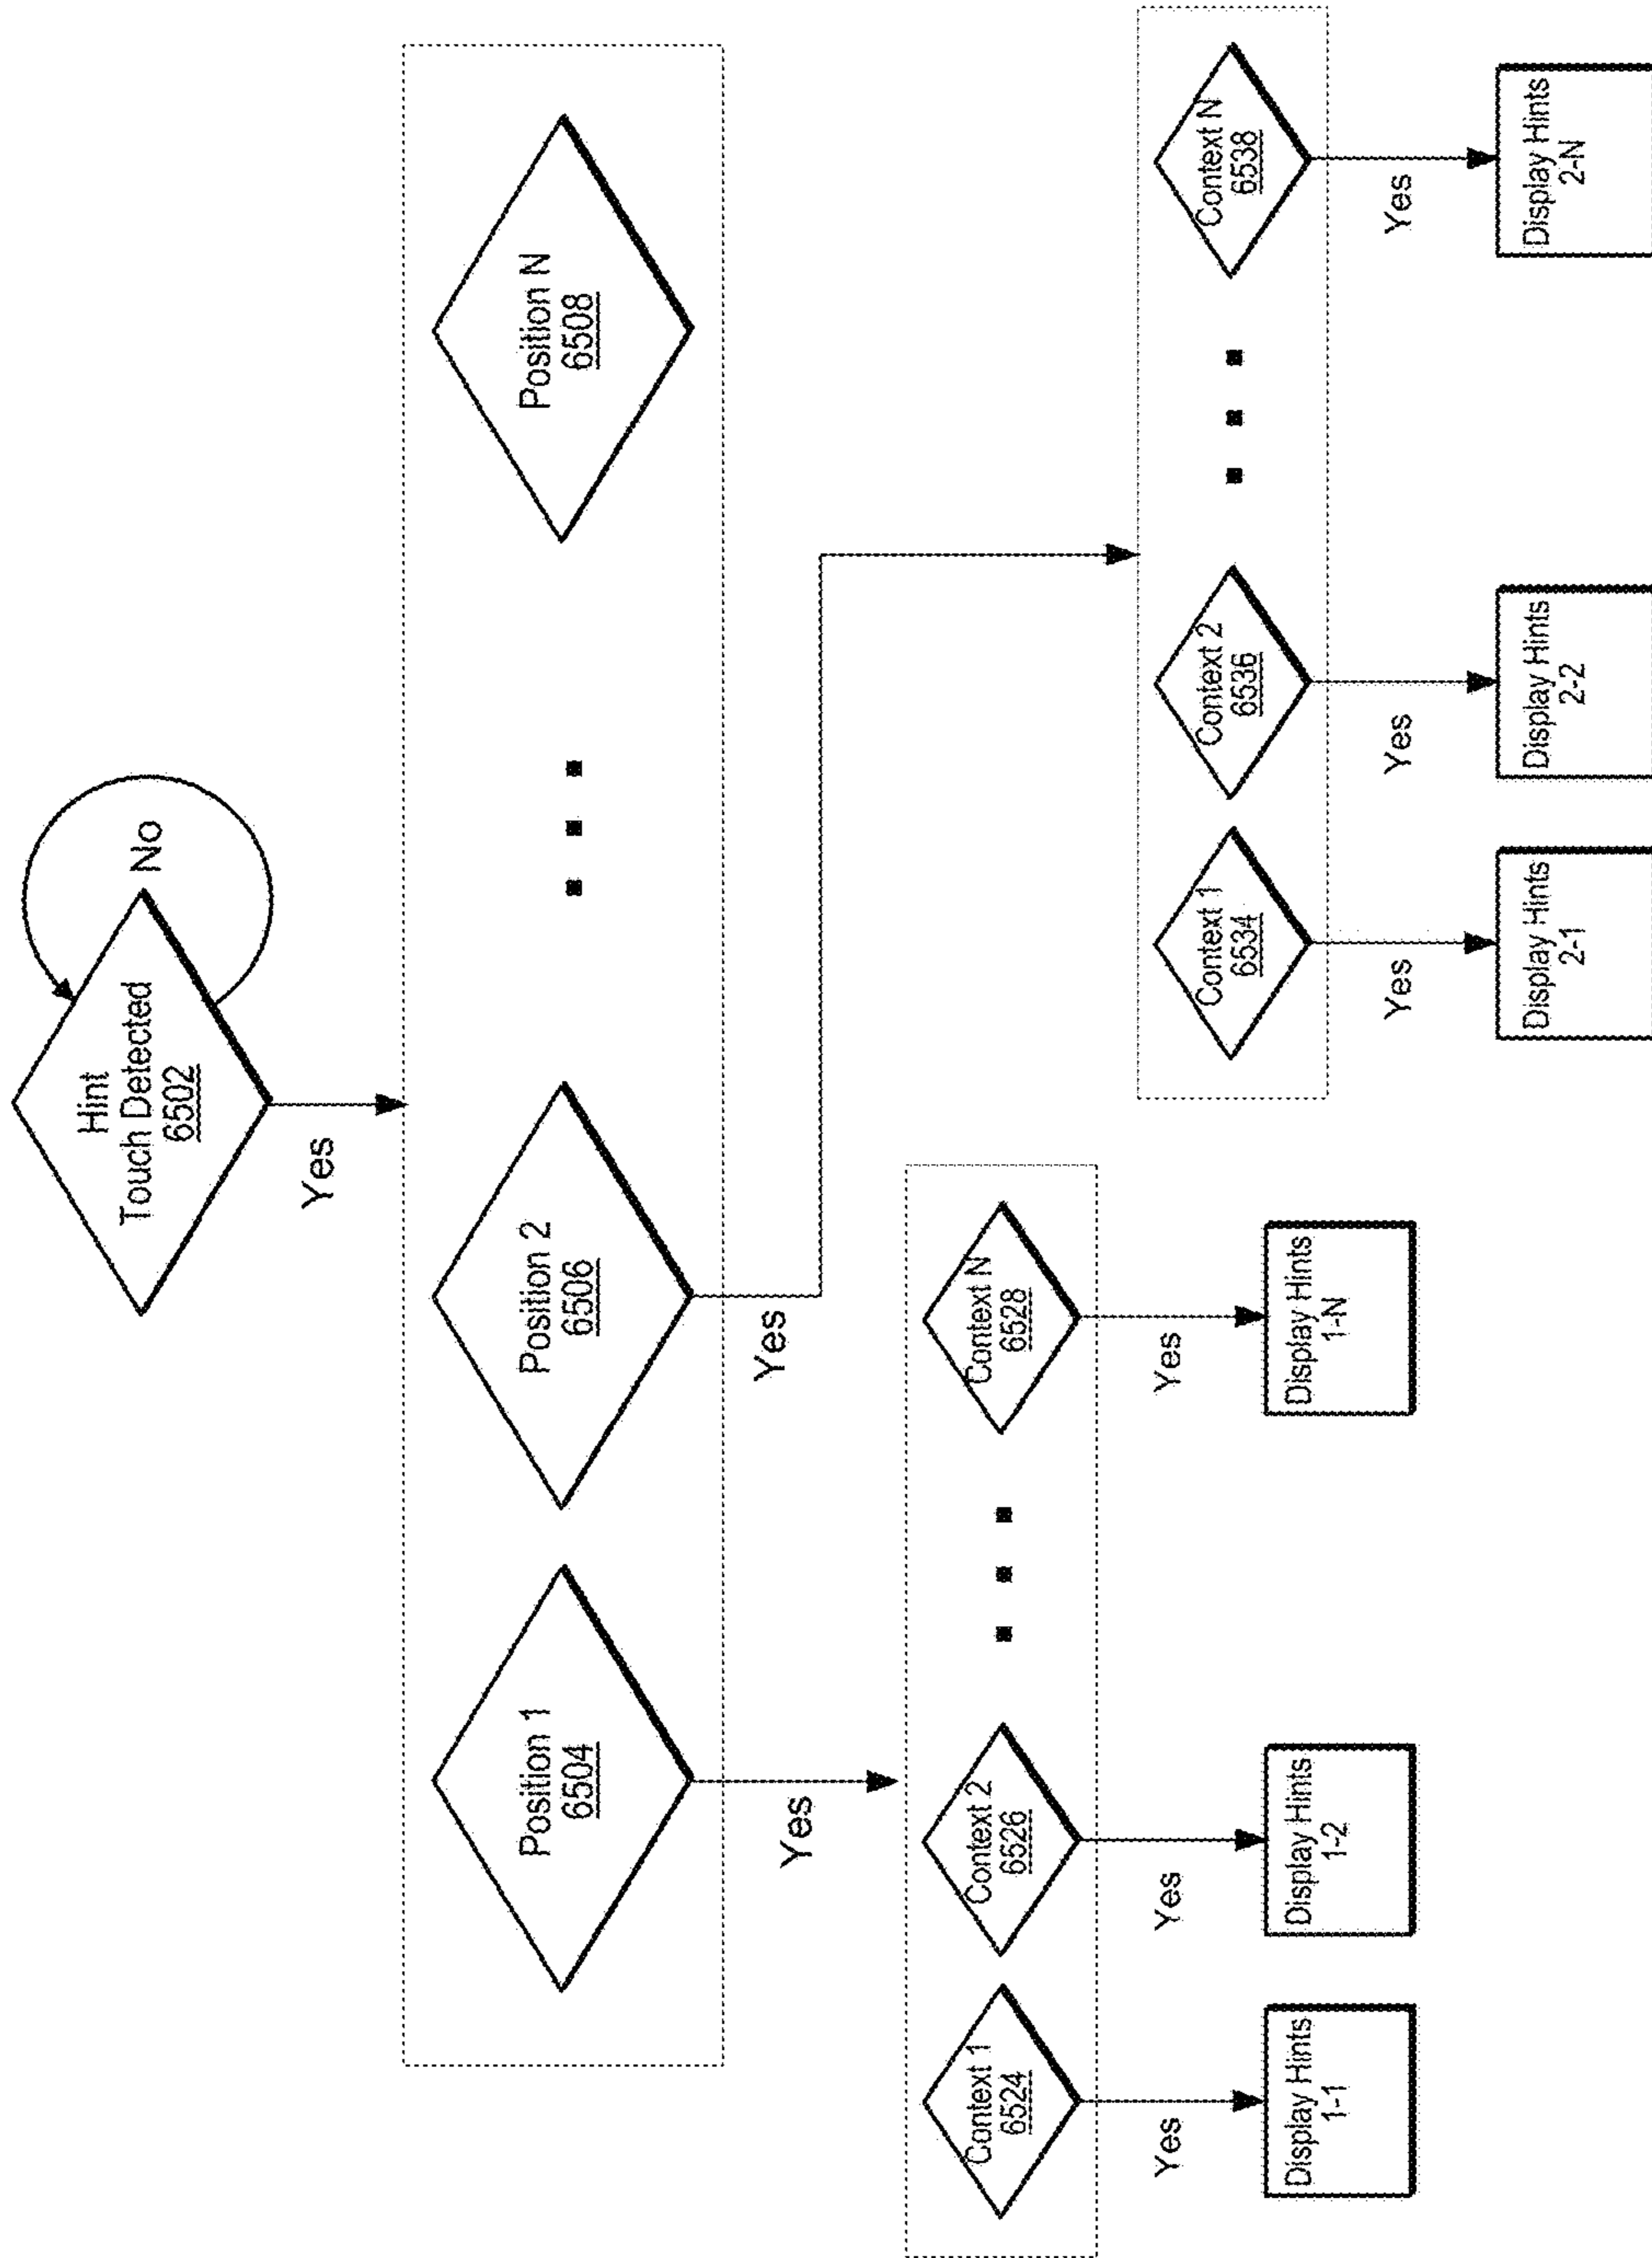 Hint
Touch Detected
6502
No
Yes
Position 1
6504
Position 2
6506
Position N
6508
Yes
Yes
Context 1
6524
Context 2
6526
Context N
6528
Yes
Yes
Yes
Display Hints
1-1
Display Hints
1-2
Display Hints
1-N
Context 1
6534
Context 2
6536
Context N
6538
Yes
Yes
Yes
Display Hints
2-1
Display Hints
2-2
Display Hints
2-N